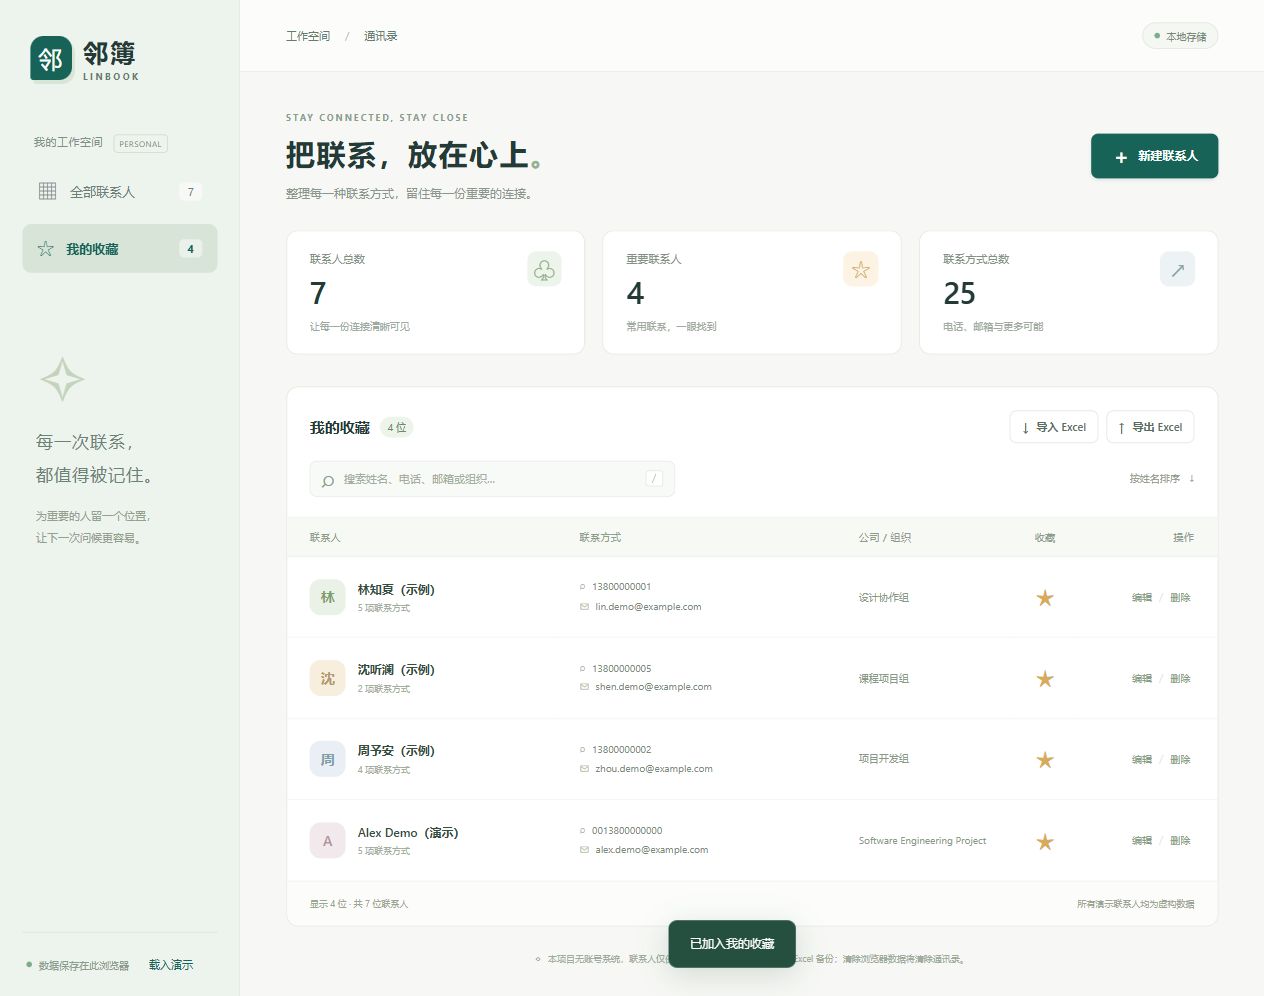 邻 邻簿
LINBOOK
我的工作空间 PERSONAL
全部联系人 7
我的收藏 4
每一次联系，
都值得被记住。
为重要的人留一个位置，
让下一次问候更容易。
数据保存在此浏览器 载入演示
工作空间 / 通讯录
本地存储
STAY CONNECTED, STAY CLOSE
把联系，放在心上。
整理每一种联系方式，留住每一份重要的连接。
+ 新建联系人
联系人总数
7
让每一份连接清晰可见
重要联系人
4
常用联系，一眼找到
联系方式总数
25
电话、邮箱与更多可能
我的收藏 4 位
↓ 导入 Excel ↑ 导出 Excel
搜索姓名、电话、邮箱或组织... /
按姓名排序 ↓
联系人 联系方式 公司 / 组织 收藏 操作
林 林知夏（示例）
5 项联系方式
13800000001
lin.demo@example.com
设计协作组
编辑 / 删除
沈 沈听澜（示例）
2 项联系方式
13800000005
shen.demo@example.com
课程项目组
编辑 / 删除
周 周予安（示例）
4 项联系方式
13800000002
zhou.demo@example.com
项目开发组
编辑 / 删除
A Alex Demo（演示）
5 项联系方式
0013800000000
alex.demo@example.com
Software Engineering Project
编辑 / 删除
显示 4 位 · 共 7 位联系人
所有演示联系人均为虚构数据
已加入我的收藏
本项目无账号系统，联系人仅 Excel 备份；清除浏览器数据将清除通讯录。